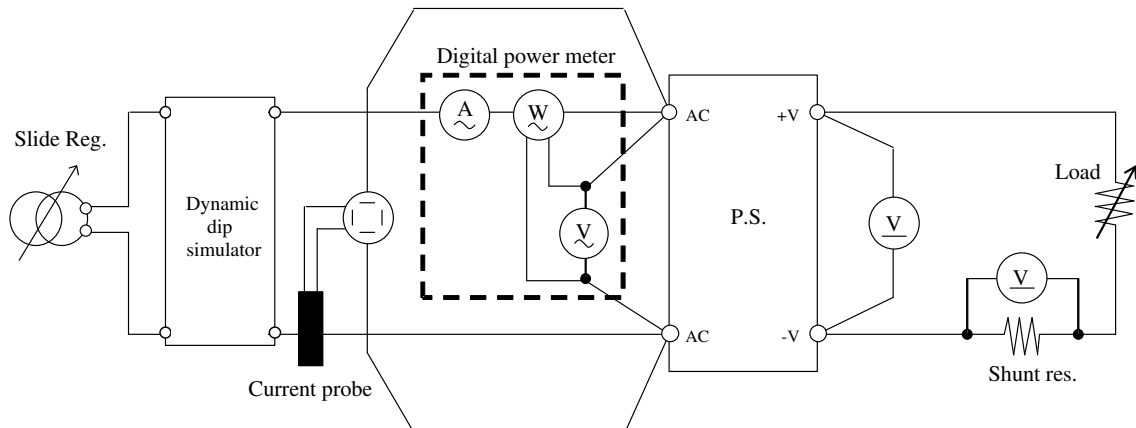 Digital power meter
A
W
AC
+V
Slide Reg.
Dynamic
dip
simulator
V
P.S.
V
Load
V
AC
-V
Current probe
Shunt res.